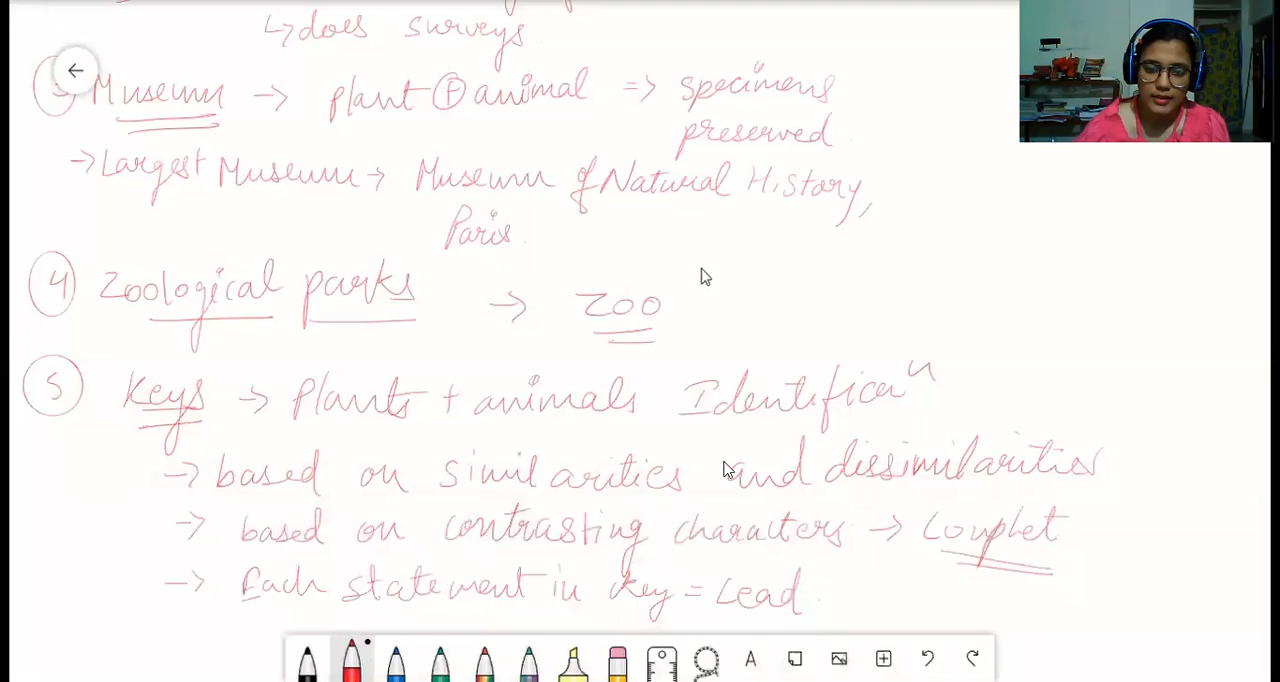 ↳does surveys
③ Museum → plant Ⓕ animal => specimens
preserved
→ Largest Museum → Museum of Natural History,
Paris.
④ Zoological parks → ZOO
⑤ Keys → Plants + animals Identificaⁿ
→ based on similarities and dissimilarities
→ based on contrasting characters → Couplet
→ Each statement in key = Lead.
A